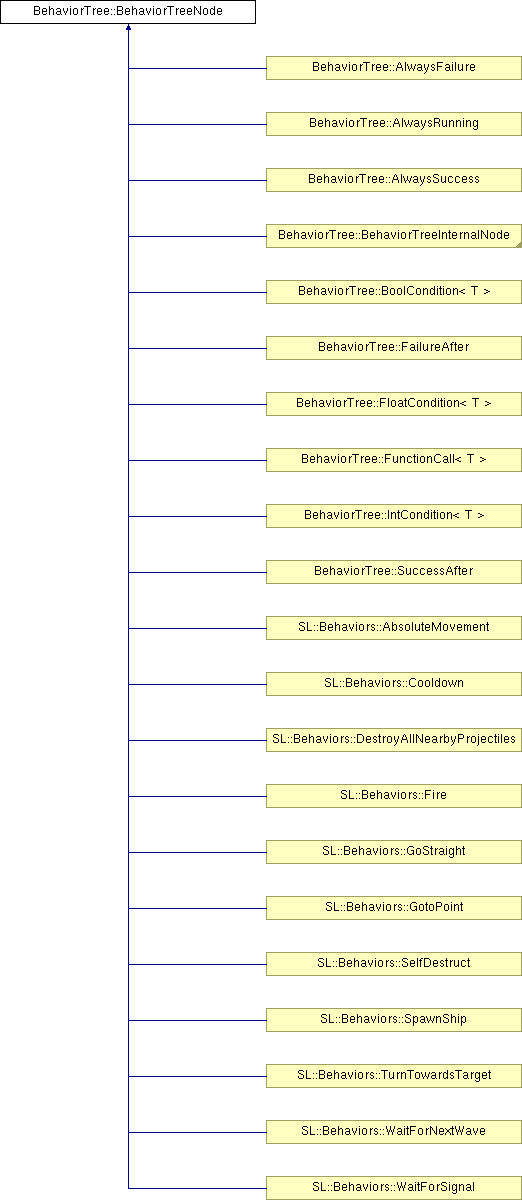 BehaviorTree::BehaviorTreeNode
BehaviorTree::AlwaysFailure
BehaviorTree::AlwaysRunning
BehaviorTree::AlwaysSuccess
BehaviorTree::BehaviorTreeInternalNode
BehaviorTree::BoolCondition< T >
BehaviorTree::FailureAfter
BehaviorTree::FloatCondition< T >
BehaviorTree::FunctionCall< T >
BehaviorTree::IntCondition< T >
BehaviorTree::SuccessAfter
SL::Behaviors::AbsoluteMovement
SL::Behaviors::Cooldown
SL::Behaviors::DestroyAllNearbyProjectiles
SL::Behaviors::Fire
SL::Behaviors::GoStraight
SL::Behaviors::GotoPoint
SL::Behaviors::SelfDestruct
SL::Behaviors::SpawnShip
SL::Behaviors::TurnTowardsTarget
SL::Behaviors::WaitForNextWave
SL::Behaviors::WaitForSignal